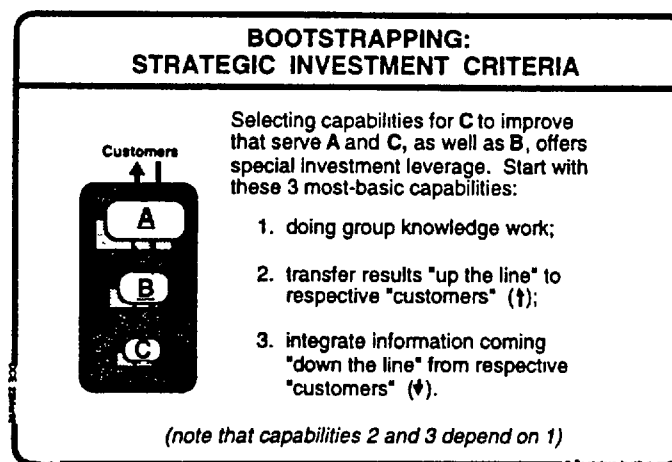 BOOTSTRAPPING:
STRATEGIC INVESTMENT CRITERIA
Selecting capabilities for C to improve
that serve A and C, as well as B, offers
special investment leverage. Start with
these 3 most-basic capabilities:
Customers
A
B
C
1. doing group knowledge work;
2. transfer results "up the line" to
respective "customers" (↑);
3. integrate information coming
"down the line" from respective
"customers" (↓).
(note that capabilities 2 and 3 depend on 1)